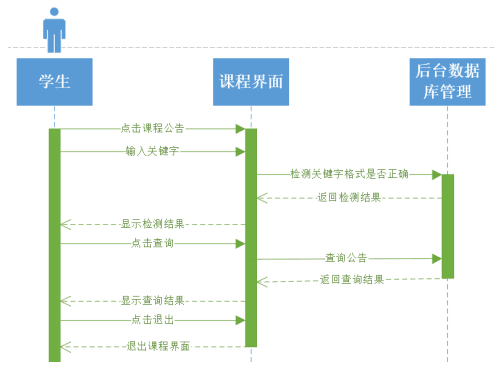 学生
课程界面
后台数据
库管理
点击课程公告
输入关键字
检测关键字格式是否正确
返回检测结果
显示检测结果
点击查询
查询公告
返回查询结果
显示查询结果
点击退出
退出课程界面